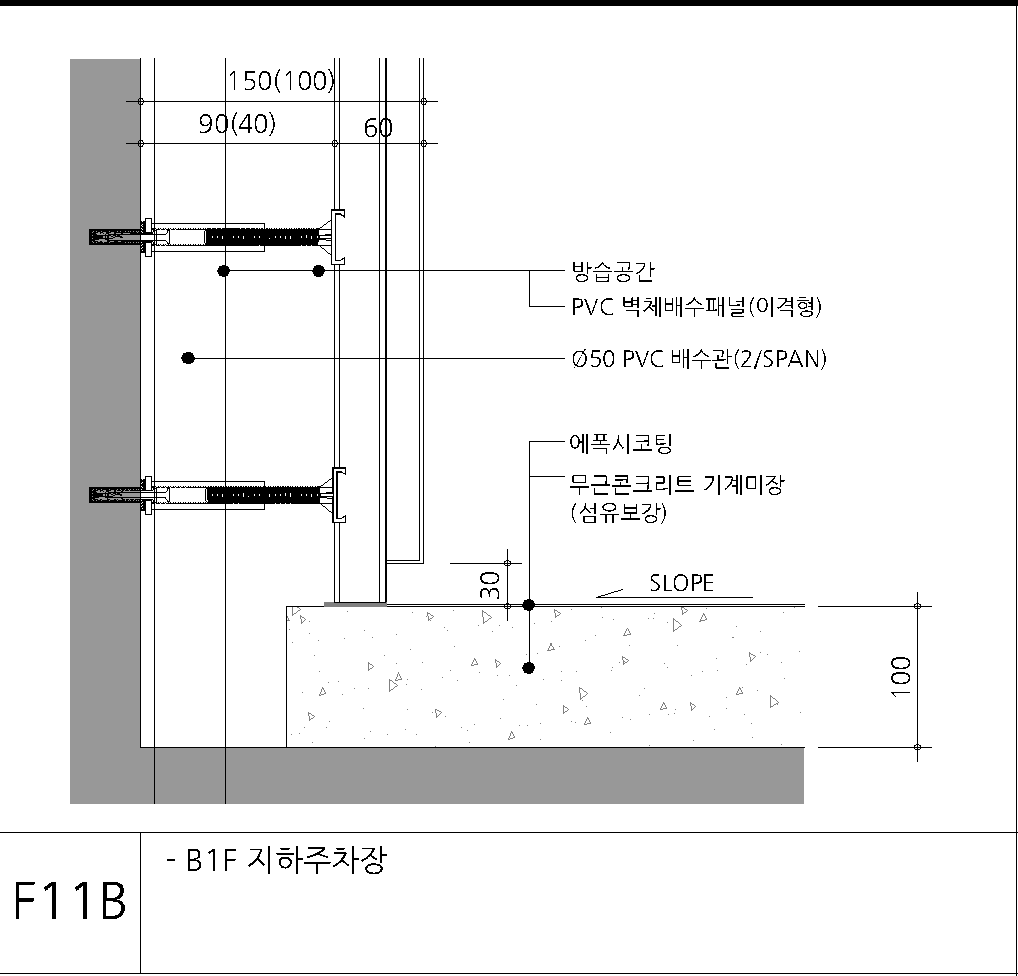 150(100)
90(40)
60
방습공간
PVC 벽체배수패널(이격형)
Ø50 PVC 배수관(2/SPAN)
에폭시코팅
무근콘크리트 기계미장
(섬유보강)
30
SLOPE
100
F11B
- B1F 지하주차장